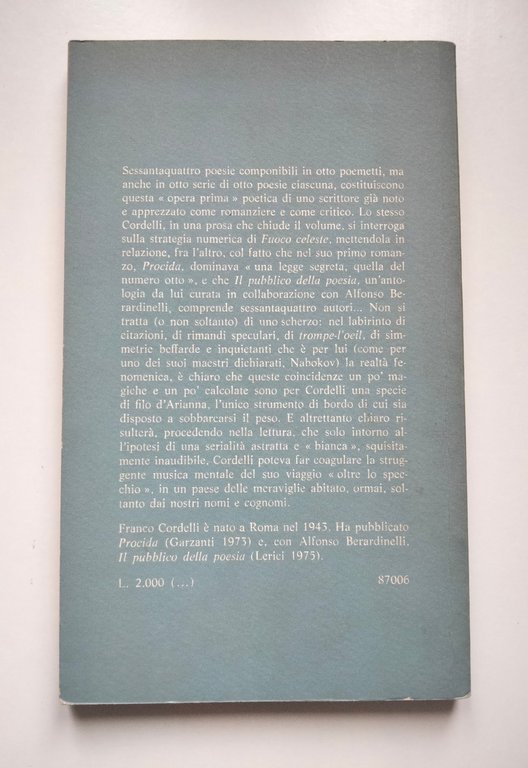 Sessantaquattro poesie componibili in otto poemetti, ma
anche in otto serie di otto poesie ciascuna, costituiscono
questa « opera prima » poetica di uno scrittore già noto
e apprezzato come romanziere e come critico. Lo stesso
Cordelli, in una prosa che chiude il volume, si interroga
sulla strategia numerica di Fuoco celeste, mettendola in
relazione, fra l'altro, col fatto che nel suo primo roman-
zo, Procida, dominava « una legge segreta, quella del
numero otto », e che Il pubblico della poesia, un'anto-
logia da lui curata in collaborazione con Alfonso Be-
rardinelli, comprende sessantaquattro autori... Non si
tratta (o non soltanto) di uno scherzo: nel labirinto di
citazioni, di rimandi speculari, di trompe-l'oeil, di sim-
metrie beffarde e inquietanti che è per lui (come per
uno dei suoi maestri dichiarati, Nabokov) la realtà fe-
nomenica, è chiaro che queste coincidenze un po' ma-
giche e un po' calcolate sono per Cordelli una specie
di filo d'Arianna, l'unico strumento di bordo di cui sia
disposto a sobbarcarsi il peso. E altrettanto chiaro ri-
sulterà, procedendo nella lettura, che solo intorno al-
l'ipotesi di una serialità astratta e « bianca », squisi-
tamente inaudibile, Cordelli poteva far coagulare la strug-
gente musica mentale del suo viaggio « oltre lo spec-
chio », in un paese delle meraviglie abitato, ormai, sol-
tanto dai nostri nomi e cognomi.
Franco Cordelli è nato a Roma nel 1943. Ha pubblicato
Procida (Garzanti 1973) e, con Alfonso Berardinelli,
Il pubblico della poesia (Lerici 1975).
L. 2.000 (...) 87006